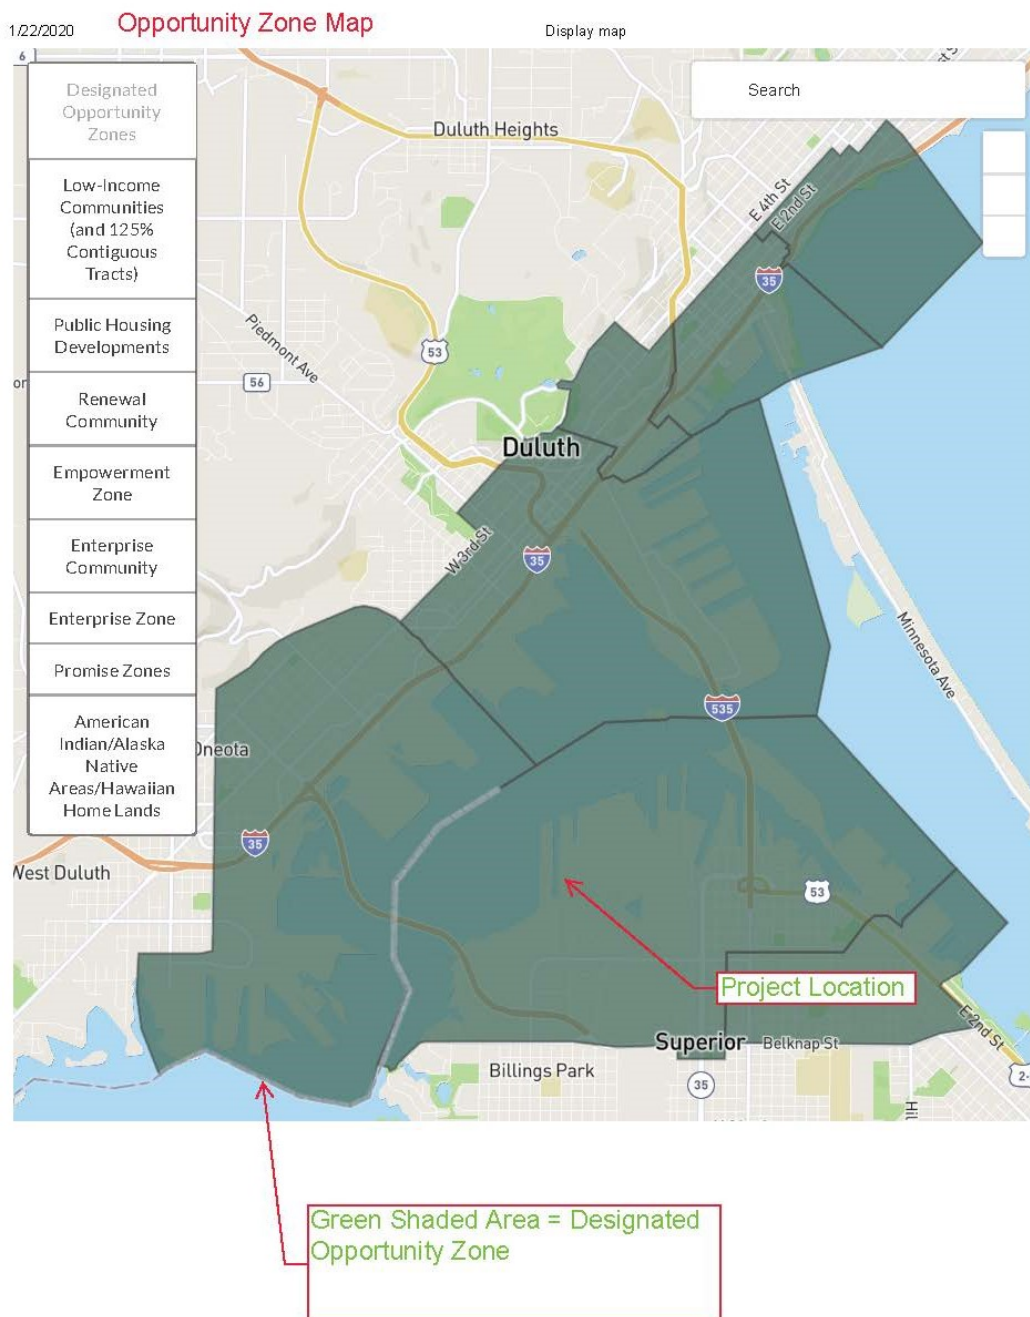 1/22/2020
Opportunity Zone Map
Display map
6
Designated
Opportunity
Zones
Low-Income
Communities
(and 125%
Contiguous
Tracts)
Public Housing
Developments
Renewal
Community
Empowerment
Zone
Enterprise
Community
Enterprise Zone
Promise Zones
American
Indian/Alaska
Native
Areas/Hawaiian
Home Lands
Search
Duluth Heights
E 4th St
E 2nd St
35
53
Piedmont Ave
56
Duluth
W 3rd St
35
Minnesota Ave
535
Oneota
35
West Duluth
53
Project Location
E 2nd St
Superior
Belknap St
Billings Park
35
2-
Hil
Green Shaded Area = Designated
Opportunity Zone